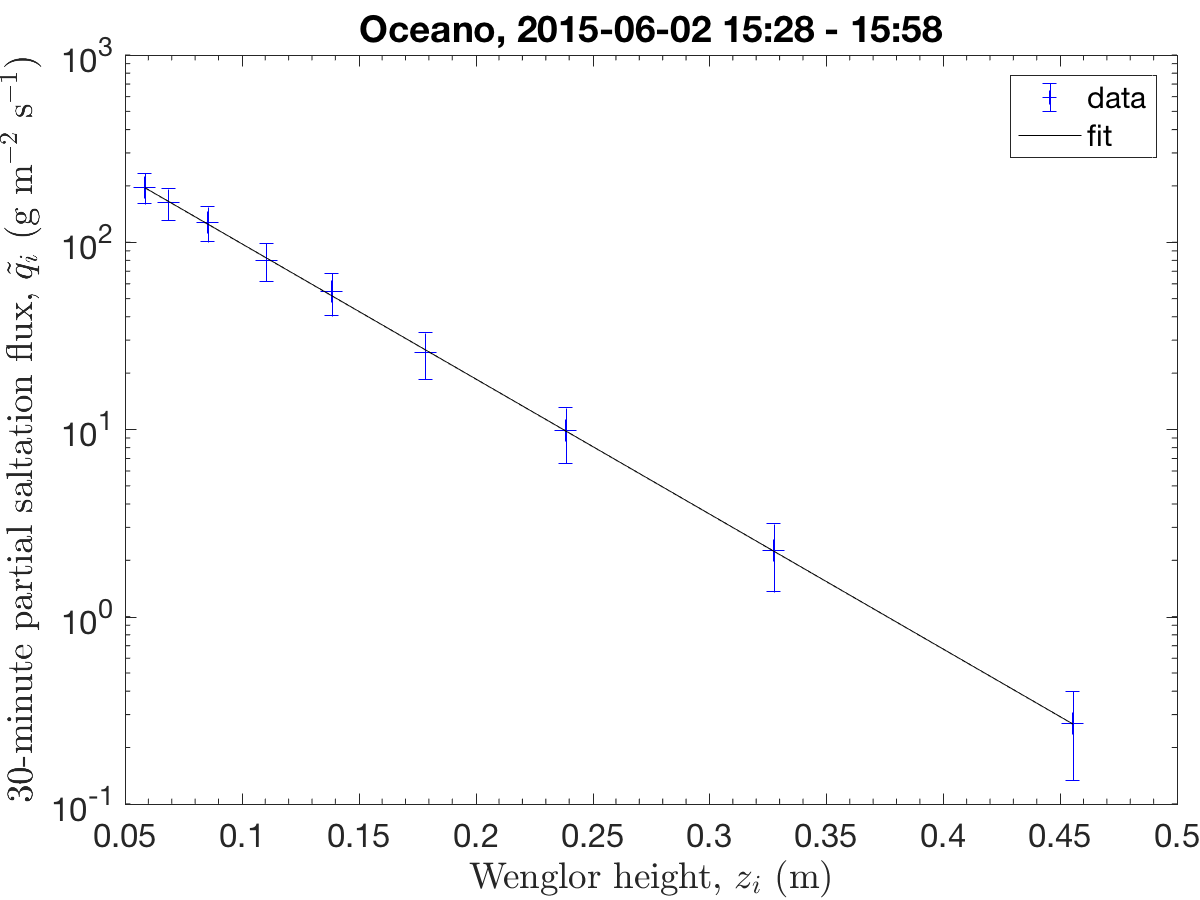 Oceano, 2015-06-02 15:28 - 15:58
30-minute partial saltation flux, q̃ᵢ (g m⁻² s⁻¹)
10³
10²
10¹
10⁰
10⁻¹
data
fit
0.05 0.1 0.15 0.2 0.25 0.3 0.35 0.4 0.45 0.5
Wenglor height, zᵢ (m)